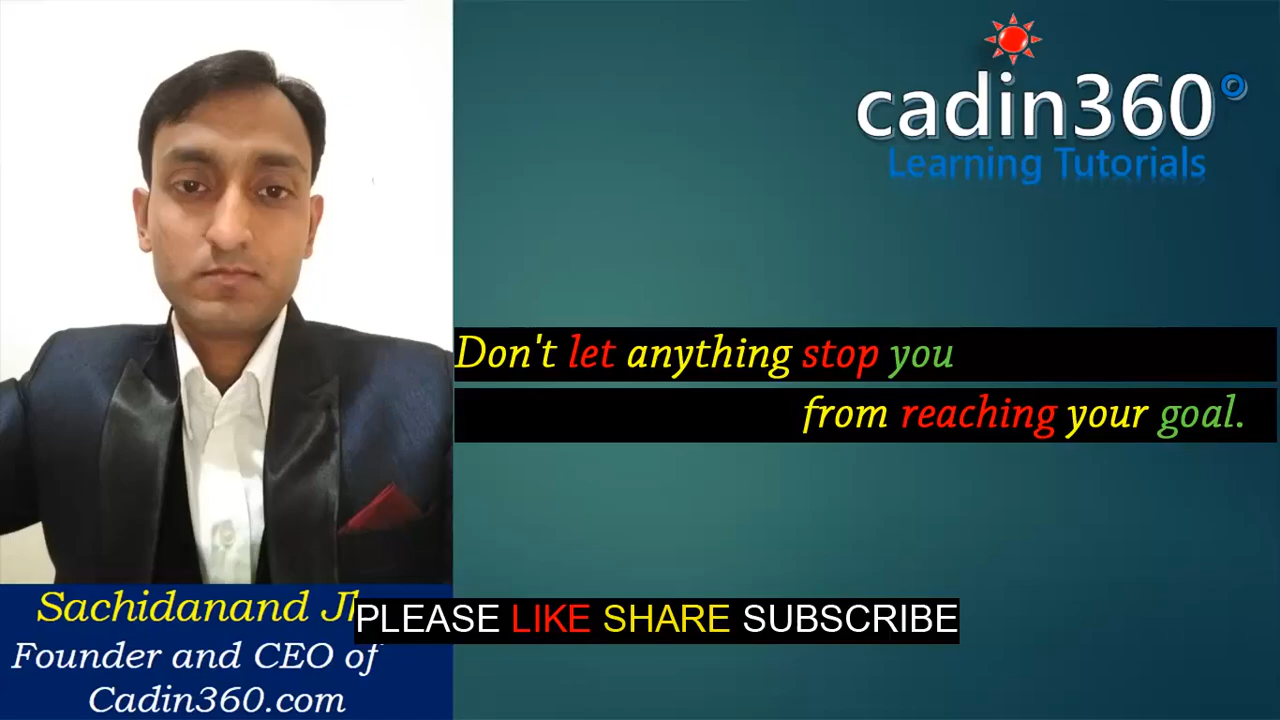 cadin360°
Learning Tutorials
Don't let anything stop you
from reaching your goal.
Sachidanand
PLEASE LIKE SHARE SUBSCRIBE
Founder and CEO of
Cadin360.com